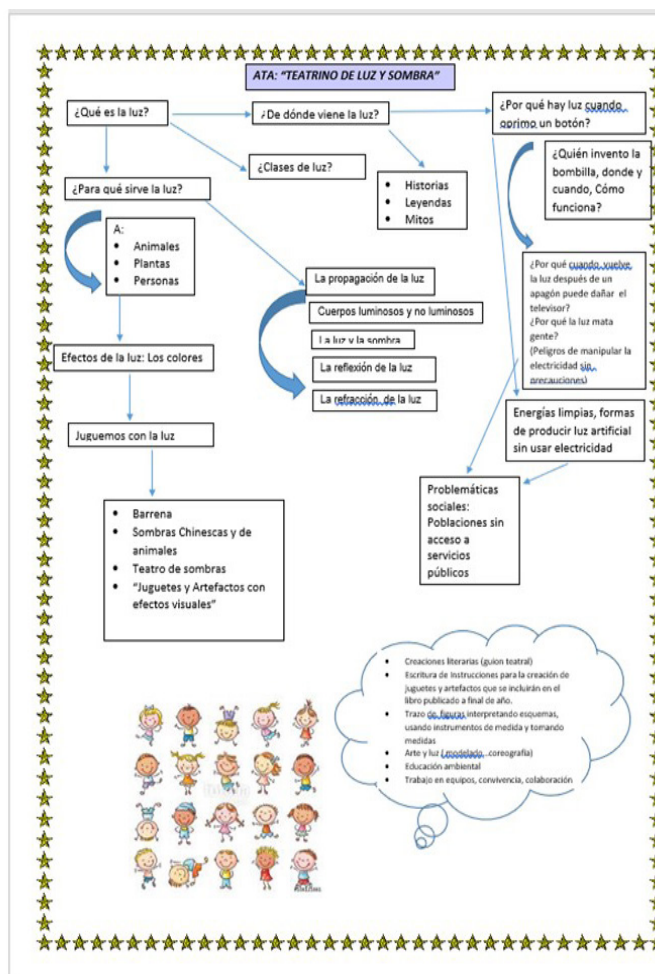 ATA: “TEATRINO DE LUZ Y SOMBRA”
¿Qué es la luz?
¿De dónde viene la luz?
¿Por qué hay luz cuando
oprimo un botón?
¿Clases de luz?
¿Quién invento la
bombilla, donde y
cuando, Cómo
funciona?
¿Para qué sirve la luz?
• Historias
• Leyendas
• Mitos
A:
• Animales
• Plantas
• Personas
¿Por qué cuando vuelve
la luz después de un
apagón puede dañar el
televisor?
¿Por qué la luz mata
gente?
(Peligros de manipular la
electricidad sin
precauciones)
La propagación de la luz
Cuerpos luminosos y no luminosos
La luz y la sombra
La reflexión de la luz
La refracción de la luz
Efectos de la luz: Los colores
Energías limpias, formas
de producir luz artificial
sin usar electricidad
Juguemos con la luz
Problemáticas
sociales:
Poblaciones sin
acceso a
servicios
públicos
• Barrena
• Sombras Chinescas y de
animales
• Teatro de sombras
• “Juguetes y Artefactos con
efectos visuales”
• Creaciones literarias (guion teatral)
• Escritura de Instrucciones para la creación de
juguetes y artefactos que se incluirán en el
libro publicado a final de año.
• Trazo de figuras interpretando esquemas,
usando instrumentos de medida y tomando
medidas
• Arte y luz ( modelado, coreografía)
• Educación ambiental
• Trabajo en equipos, convivencia, colaboración